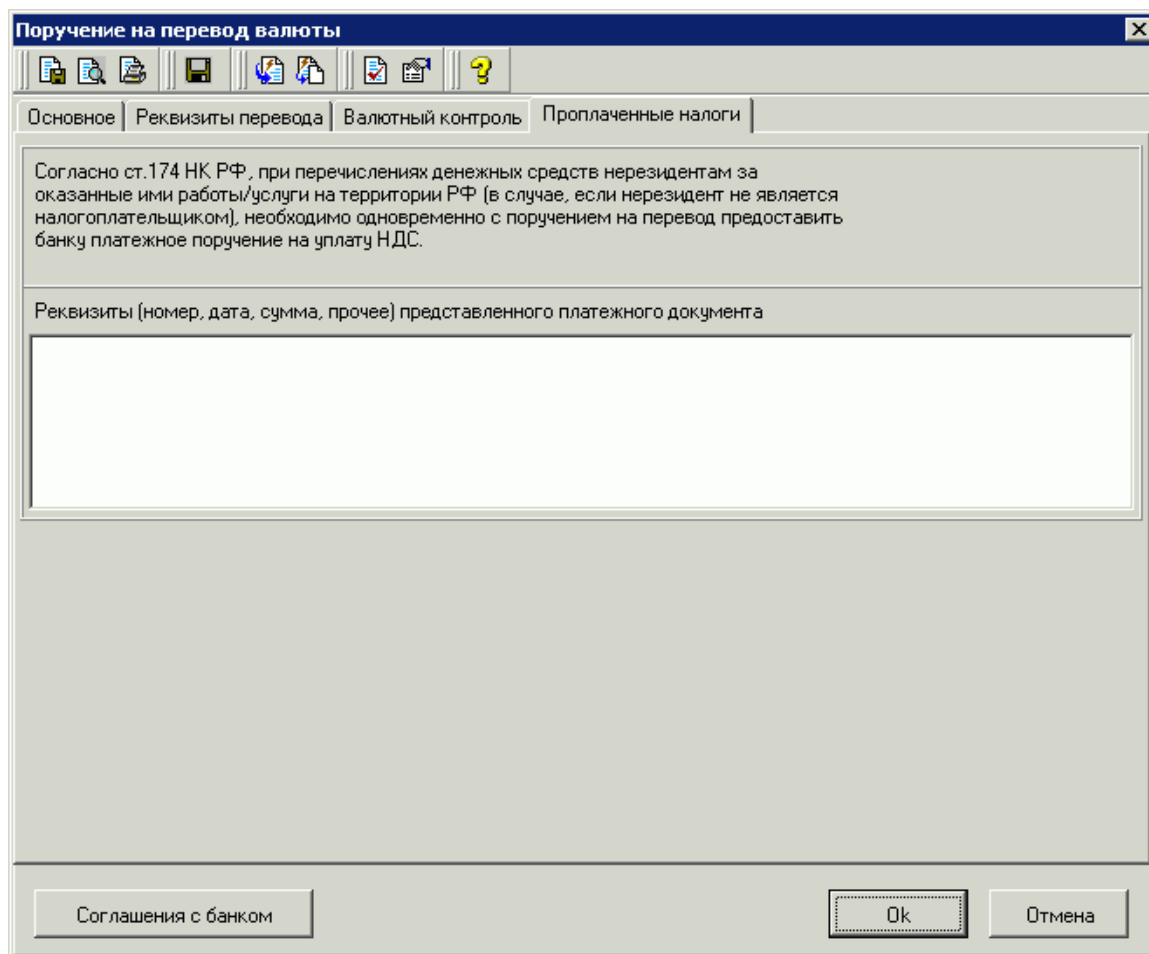 Поручение на перевод валюты
Основное Реквизиты перевода Валютный контроль Проплаченные налоги
Согласно ст.174 НК РФ, при перечислениях денежных средств нерезидентам за
оказанные ими работы/услуги на территории РФ (в случае, если нерезидент не является
налогоплательщиком), необходимо одновременно с поручением на перевод предоставить
банку платежное поручение на уплату НДС.
Реквизиты (номер, дата, сумма, прочее) представленного платежного документа
Соглашения с банком Ok Отмена